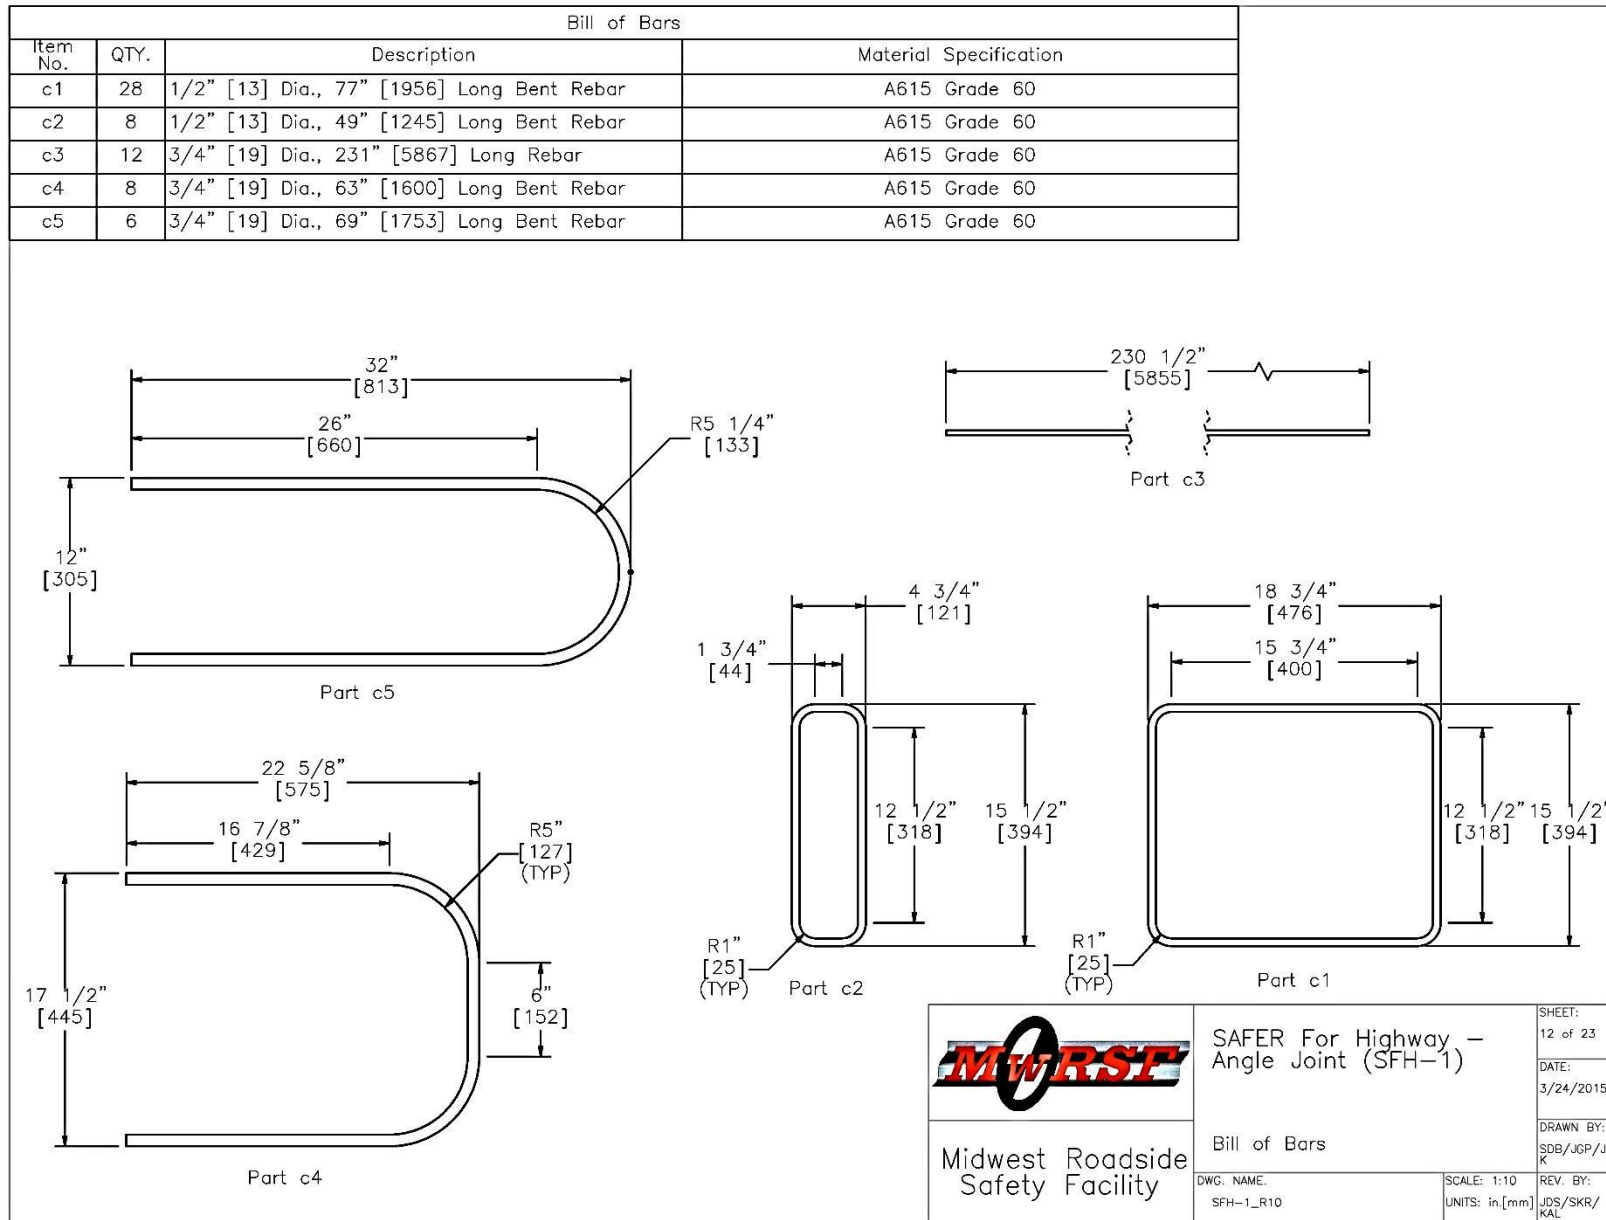 Bill of Bars
Item No. QTY. Description Material Specification
c1 28 1/2" [13] Dia., 77" [1956] Long Bent Rebar A615 Grade 60
c2 8 1/2" [13] Dia., 49" [1245] Long Bent Rebar A615 Grade 60
c3 12 3/4" [19] Dia., 231" [5867] Long Rebar A615 Grade 60
c4 8 3/4" [19] Dia., 63" [1600] Long Bent Rebar A615 Grade 60
c5 6 3/4" [19] Dia., 69" [1753] Long Bent Rebar A615 Grade 60
32"
[813]
26"
[660]
R5 1/4"
[133]
12"
[305]
Part c5
230 1/2"
[5855]
Part c3
22 5/8"
[575]
16 7/8"
[429]
R5"
[127]
(TYP)
17 1/2"
[445]
6"
[152]
Part c4
4 3/4"
[121]
1 3/4"
[44]
12 1/2"
[318]
15 1/2"
[394]
R1"
[25]
(TYP)
Part c2
18 3/4"
[476]
15 3/4"
[400]
12 1/2"
[318]
15 1/2"
[394]
R1"
[25]
(TYP)
Part c1
MwRSF
Midwest Roadside
Safety Facility
SAFER For Highway –
Angle Joint (SFH–1)
Bill of Bars
DWG. NAME.
SFH–1_R10
SCALE: 1:10
UNITS: in.[mm]
SHEET:
12 of 23
DATE:
3/24/2015
DRAWN BY:
SDB/JGP/J
K
REV. BY:
JDS/SKR/
KAL